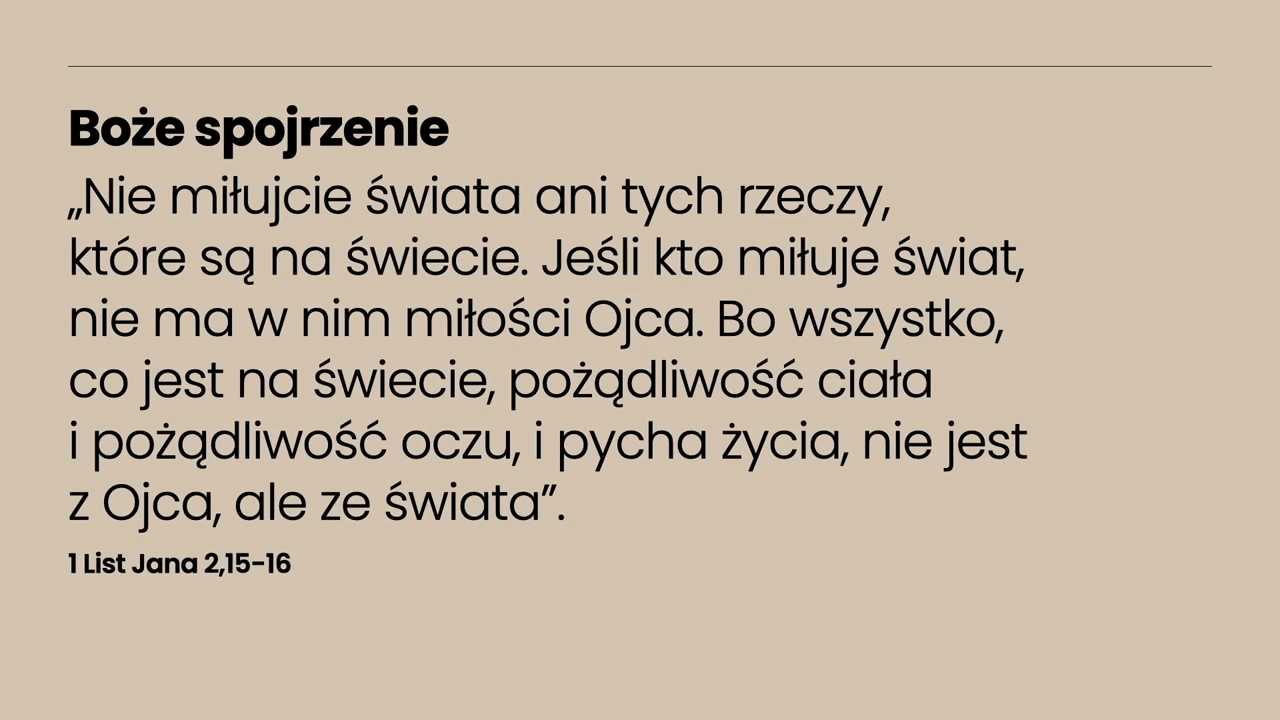 Boże spojrzenie
„Nie miłujcie świata ani tych rzeczy,
które są na świecie. Jeśli kto miłuje świat,
nie ma w nim miłości Ojca. Bo wszystko,
co jest na świecie, pożądliwość ciała
i pożądliwość oczu, i pycha życia, nie jest
z Ojca, ale ze świata”.
1 List Jana 2,15-16